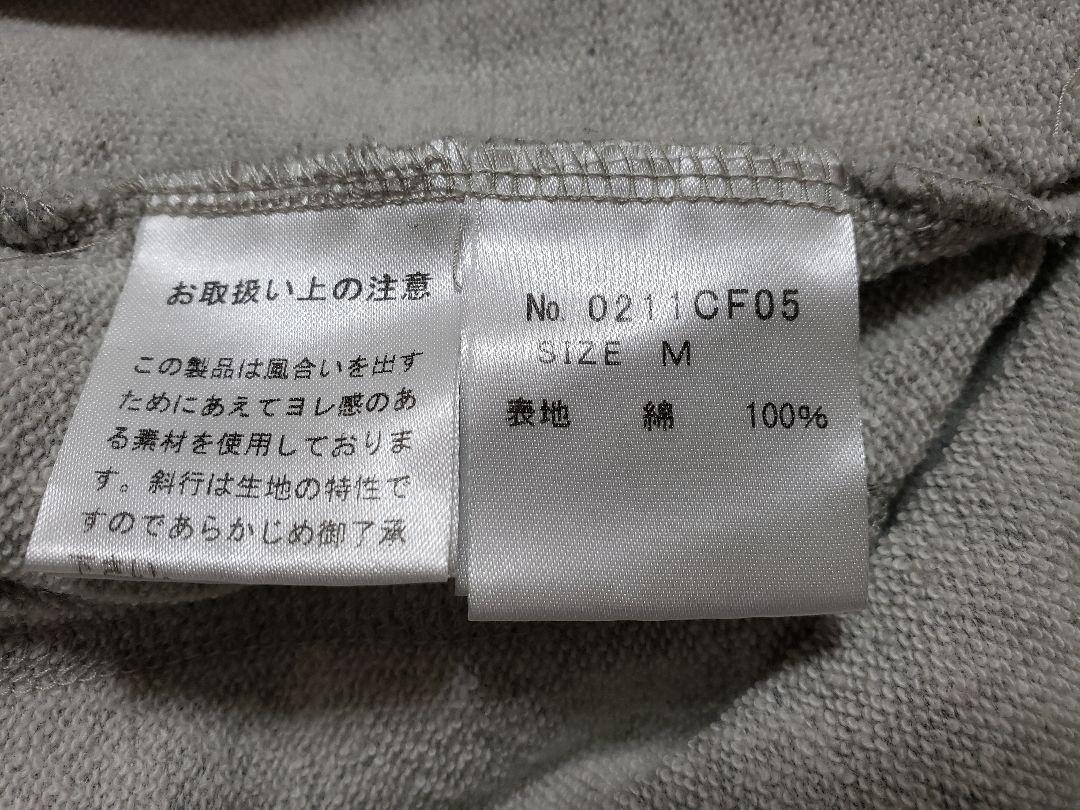 お取扱い上の注意
この製品は風合いを出す
ためにあえてヨレ感のあ
る素材を使用しておりま
す。斜行は生地の特性で
すのであらかじめ御了承
下さい。
№ 0211CF05
SIZE M
表地 綿 100%